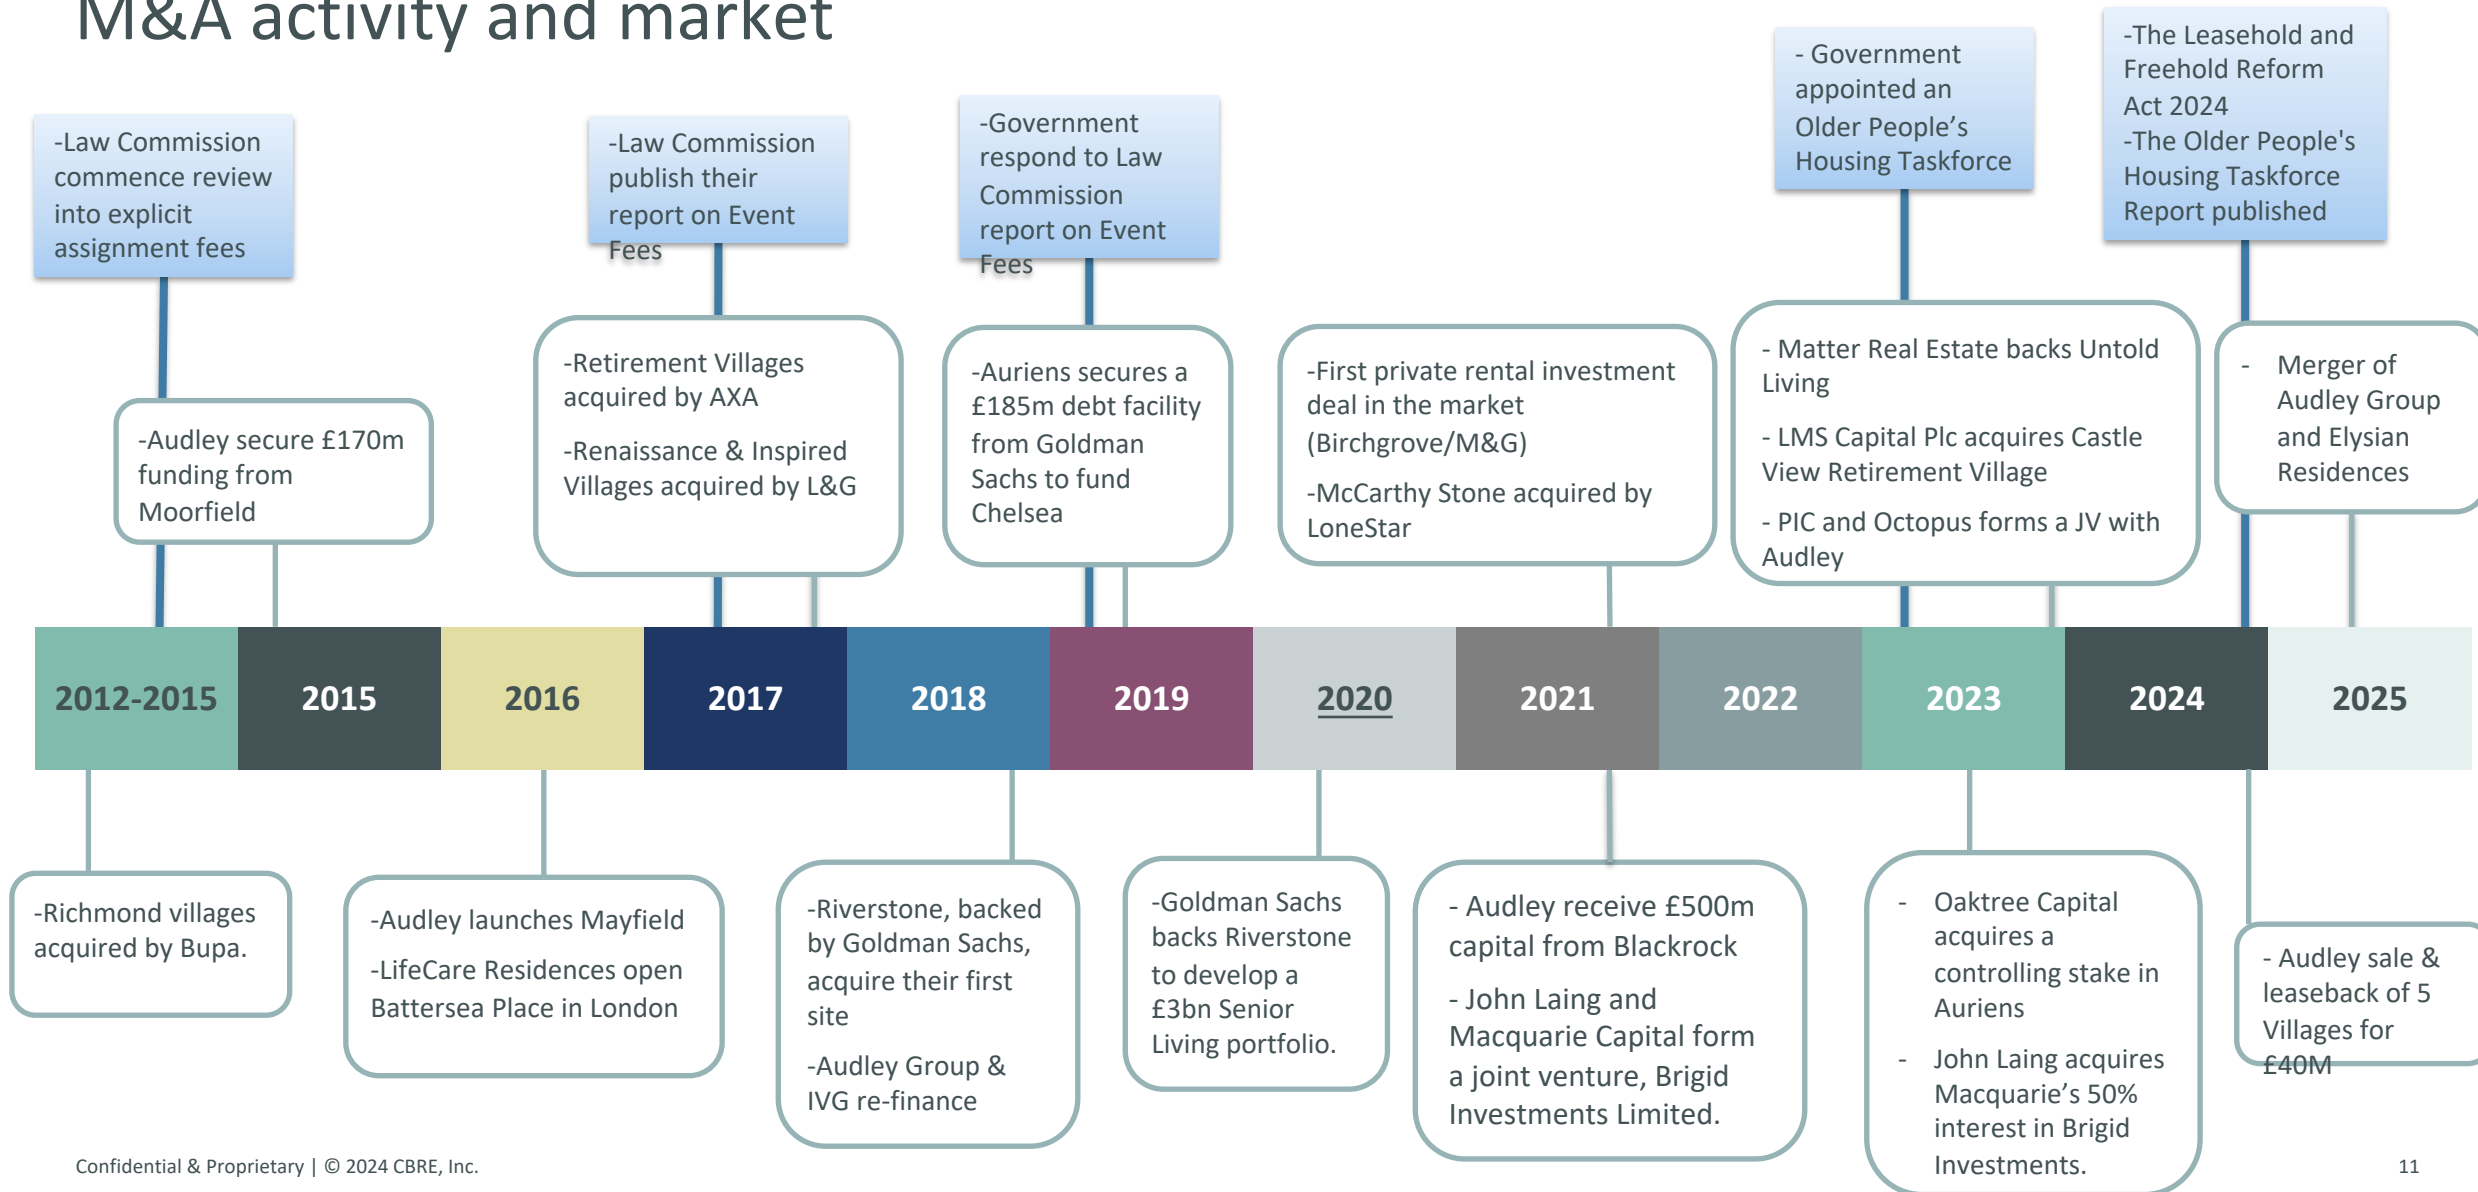 M&A activity and market
-Law Commission
commence review
into explicit
assignment fees
-Law Commission
publish their
report on Event
Fees
-Government
respond to Law
Commission
report on Event
Fees
- Government
appointed an
Older People’s
Housing Taskforce
-The Leasehold and
Freehold Reform
Act 2024
-The Older People's
Housing Taskforce
Report published
-Audley secure £170m
funding from
Moorfield
-Retirement Villages
acquired by AXA
-Renaissance & Inspired
Villages acquired by L&G
-Auriens secures a
£185m debt facility
from Goldman
Sachs to fund
Chelsea
-First private rental investment
deal in the market
(Birchgrove/M&G)
-McCarthy Stone acquired by
LoneStar
- Matter Real Estate backs Untold
Living
- LMS Capital Plc acquires Castle
View Retirement Village
- PIC and Octopus forms a JV with
Audley
- Merger of
Audley Group
and Elysian
Residences
2012-2015
2015
2016
2017
2018
2019
2020
2021
2022
2023
2024
2025
-Richmond villages
acquired by Bupa.
-Audley launches Mayfield
-LifeCare Residences open
Battersea Place in London
-Riverstone, backed
by Goldman Sachs,
acquire their first
site
-Audley Group &
IVG re-finance
-Goldman Sachs
backs Riverstone
to develop a
£3bn Senior
Living portfolio.
- Audley receive £500m
capital from Blackrock
- John Laing and
Macquarie Capital form
a joint venture, Brigid
Investments Limited.
- Oaktree Capital
acquires a
controlling stake in
Auriens
- John Laing acquires
Macquarie’s 50%
interest in Brigid
Investments.
- Audley sale &
leaseback of 5
Villages for
£40M
Confidential & Proprietary | © 2024 CBRE, Inc.
11